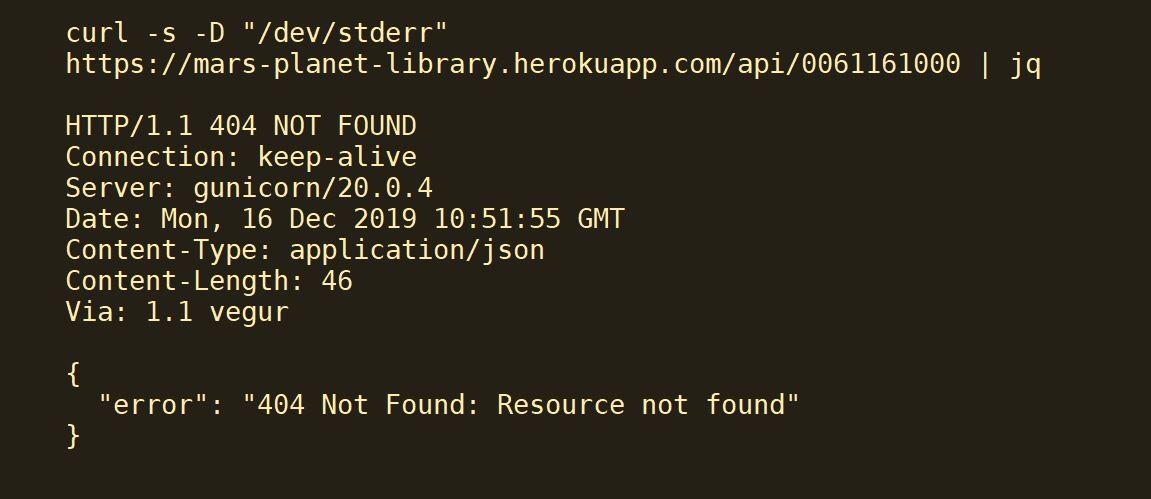 curl -s -D "/dev/stderr"
https://mars-planet-library.herokuapp.com/api/0061161000 | jq
HTTP/1.1 404 NOT FOUND
Connection: keep-alive
Server: gunicorn/20.0.4
Date: Mon, 16 Dec 2019 10:51:55 GMT
Content-Type: application/json
Content-Length: 46
Via: 1.1 vegur
{
  "error": "404 Not Found: Resource not found"
}